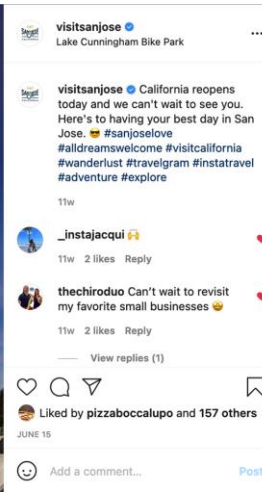 visitsanjose
Lake Cunningham Bike Park
visitsanjose California reopens
today and we can't wait to see you.
Here's to having your best day in San
Jose. 😎 #sanjoselove
#alldreamswelcome #visitcalifornia
#wanderlust #travelgram #instatravel
#adventure #explore
11w
_instajacqui 🙌
11w 2 likes Reply
thechiroduo Can't wait to revisit
my favorite small businesses 😀
11w 2 likes Reply
View replies (1)
Liked by pizzaboccalupo and 157 others
JUNE 15
Add a comment...
Post